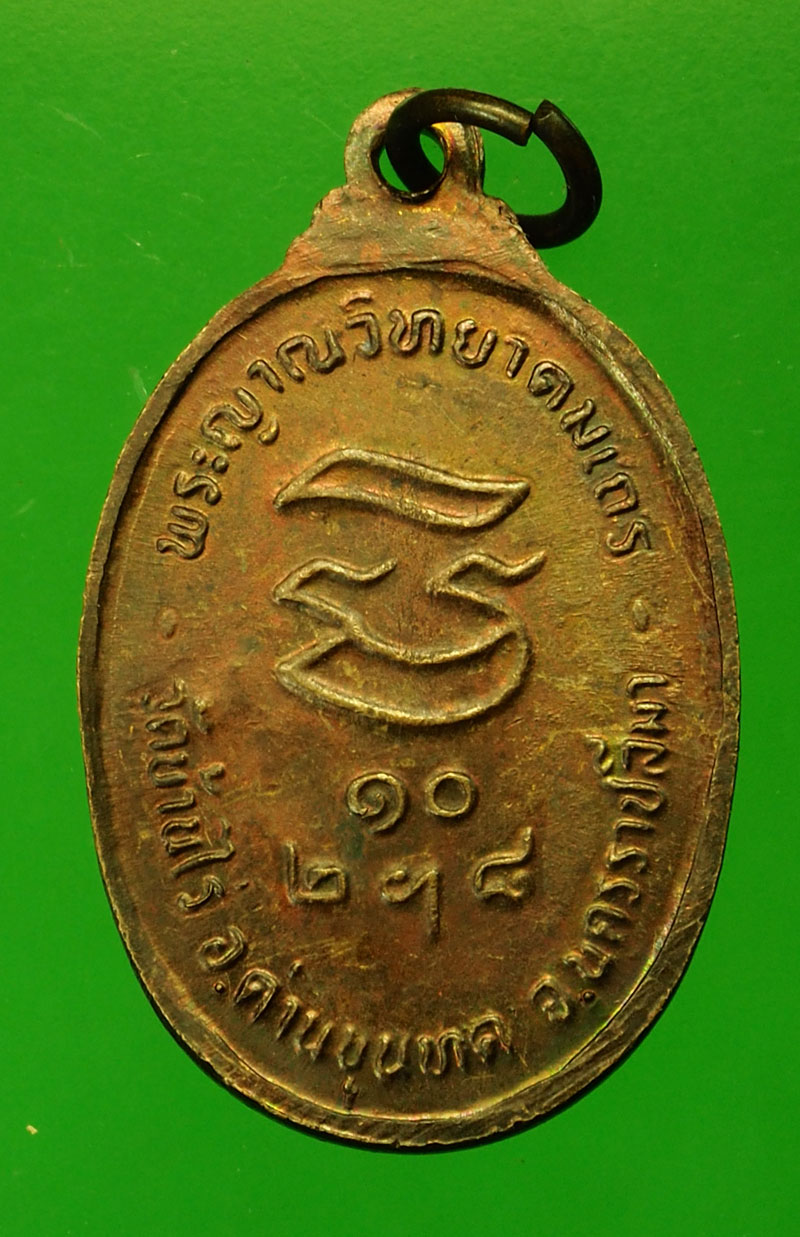 พระญาณวิทยาคมเถร
๑๐
๒ ฯ ๘
วัดบ้านไร่ อ.ด่านขุนทด จ.นครราชสีมา